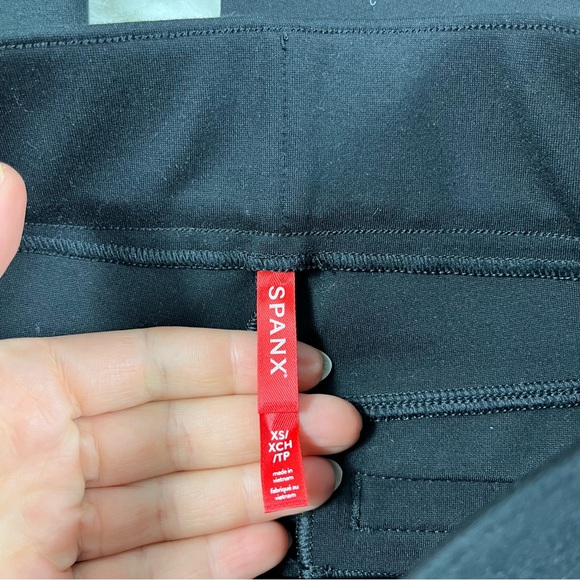 SPANX®
XS/
XCH
/TP
made in
vietnam
fabriqué au
vietnam